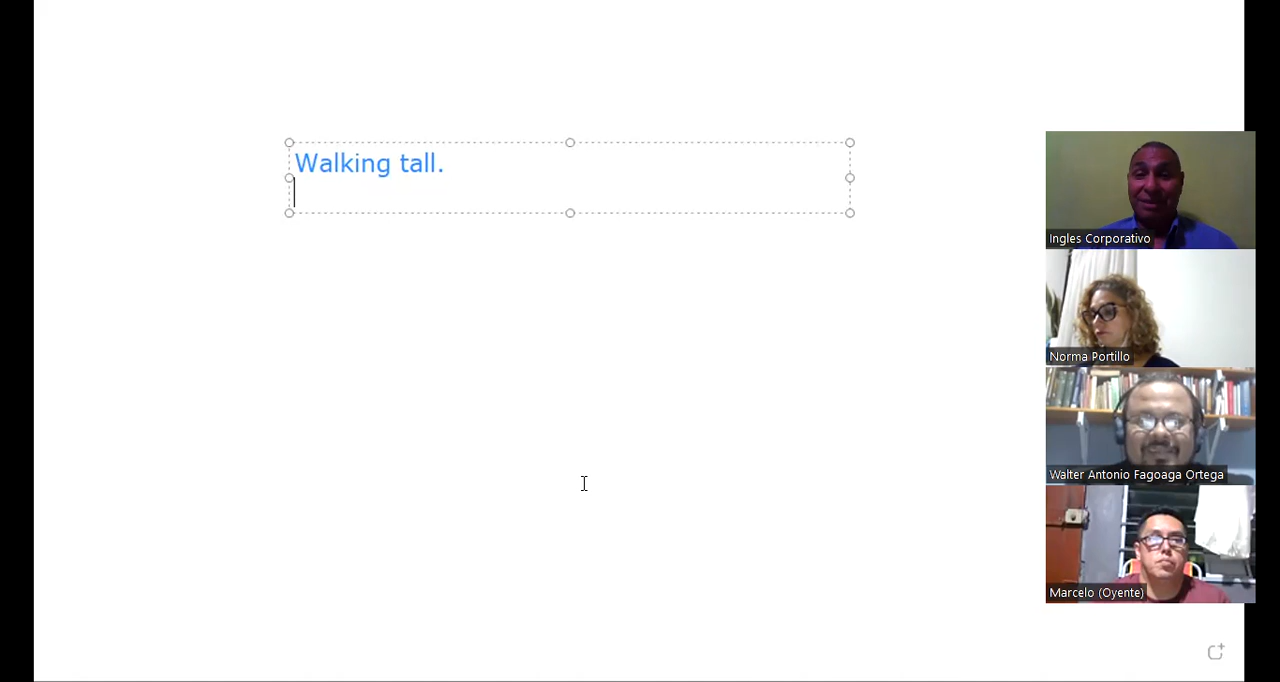 Walking tall.
Ingles Corporativo
Norma Portillo
Walter Antonio Fagoaga Ortega
Marcelo (Oyente)